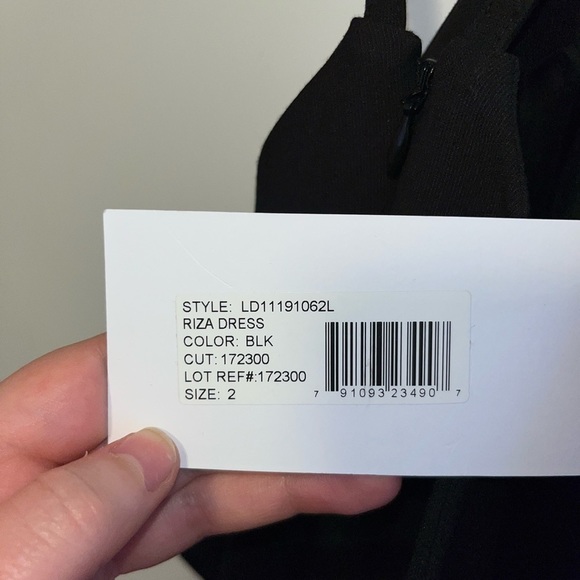 STYLE: LD11191062L
RIZA DRESS
COLOR: BLK
CUT: 172300
LOT REF#:172300
SIZE: 2
7 91093 23490 7